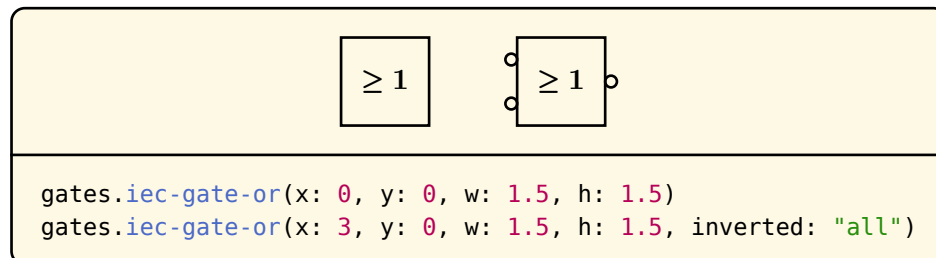 ≥ 1 ≥ 1
gates.iec-gate-or(x: 0, y: 0, w: 1.5, h: 1.5)
gates.iec-gate-or(x: 3, y: 0, w: 1.5, h: 1.5, inverted: "all")